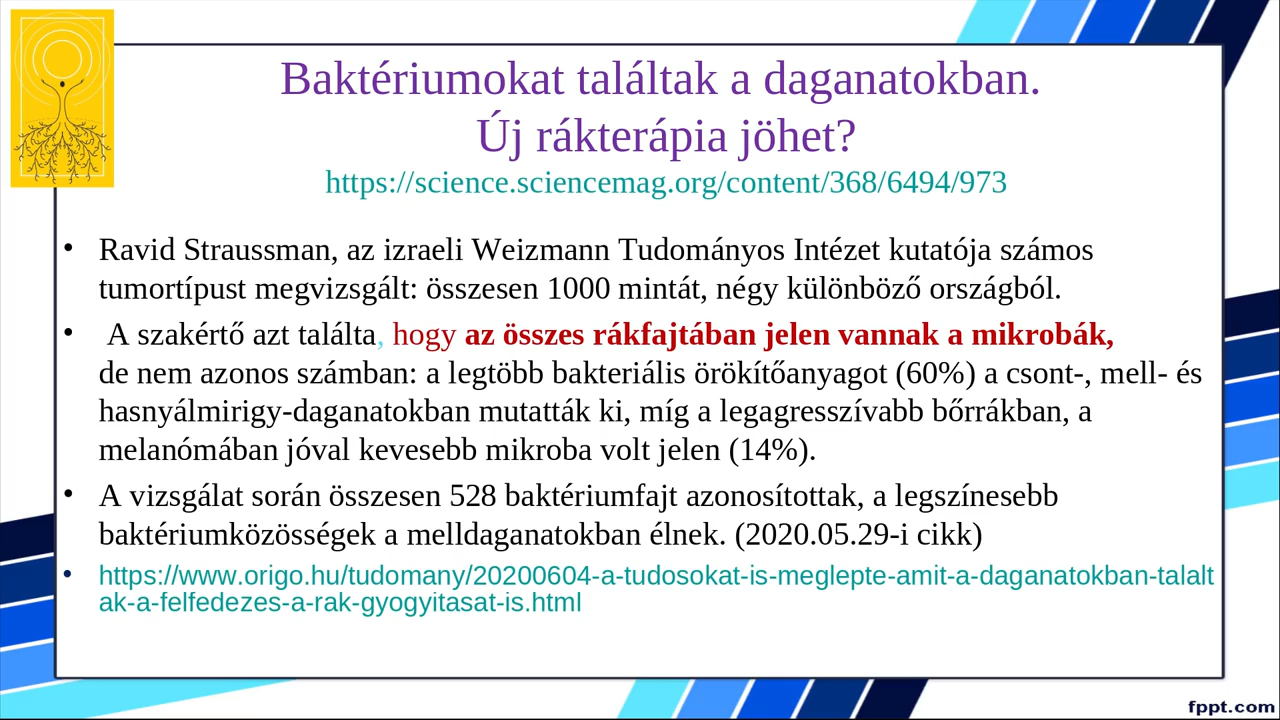 Baktériumokat találtak a daganatokban.
Új rákterápia jöhet?
https://science.sciencemag.org/content/368/6494/973
• Ravid Straussman, az izraeli Weizmann Tudományos Intézet kutatója számos
tumortípust megvizsgált: összesen 1000 mintát, négy különböző országból.
• A szakértő azt találta, hogy az összes rákfajtában jelen vannak a mikrobák,
de nem azonos számban: a legtöbb bakteriális örökítőanyagot (60%) a csont-, mell- és
hasnyálmirigy-daganatokban mutatták ki, míg a legagresszívabb bőrrákban, a
melanómában jóval kevesebb mikroba volt jelen (14%).
• A vizsgálat során összesen 528 baktériumfajt azonosítottak, a legszínesebb
baktériumközösségek a melldaganatokban élnek. (2020.05.29-i cikk)
• https://www.origo.hu/tudomany/20200604-a-tudosokat-is-meglepte-amit-a-daganatokban-talalt
ak-a-felfedezes-a-rak-gyogyitasat-is.html
fppt.com